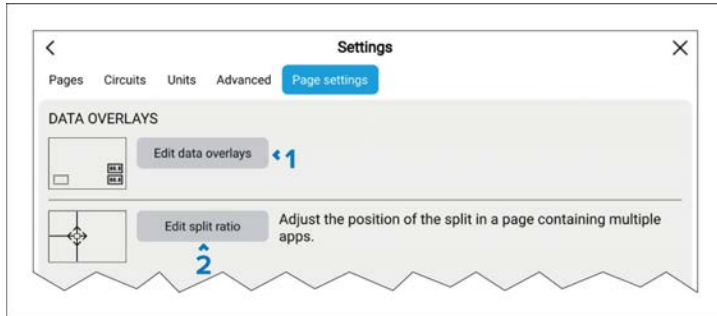 Settings
Pages Circuits Units Advanced Page settings
DATA OVERLAYS
Edit data overlays 1
Edit split ratio Adjust the position of the split in a page containing multiple
apps.
2